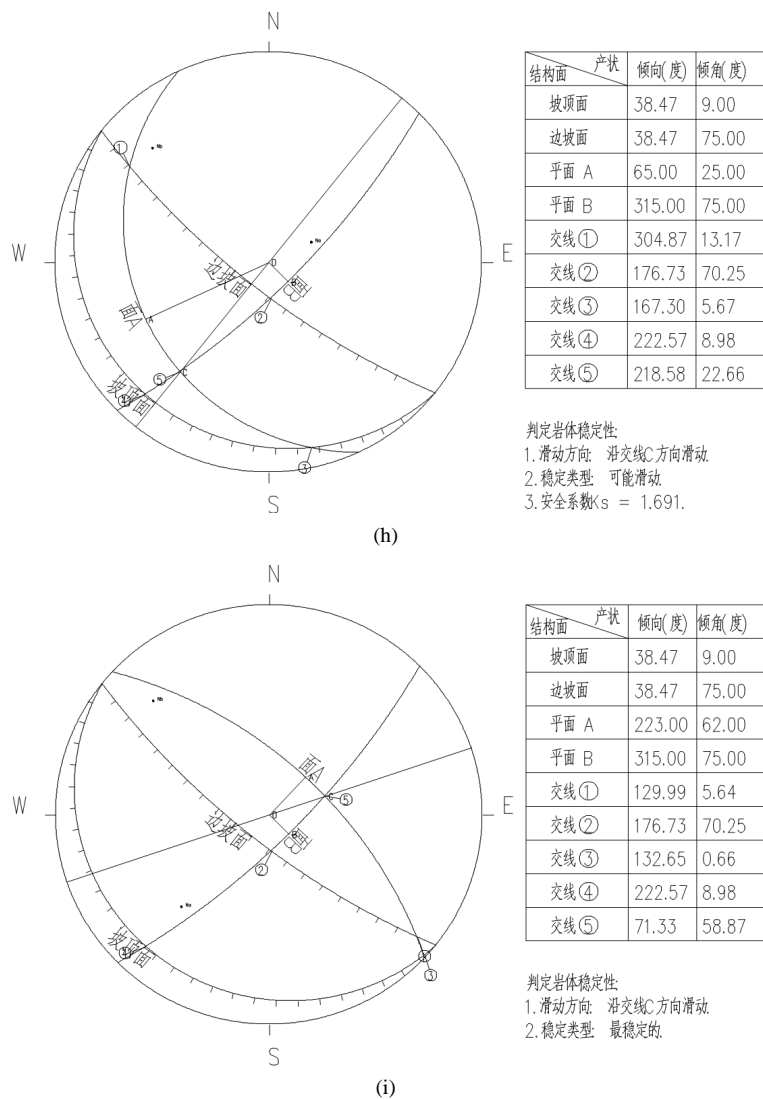 N
W
E
S
①
Nb
Na
D
边坡面
面B
②
面A
A
⑤
C
④
坡顶面
③
结构面 产状 倾向(度) 倾角(度)
坡顶面 38.47 9.00
边坡面 38.47 75.00
平面 A 65.00 25.00
平面 B 315.00 75.00
交线① 304.87 13.17
交线② 176.73 70.25
交线③ 167.30 5.67
交线④ 222.57 8.98
交线⑤ 218.58 22.66
判定岩体稳定性:
1.滑动方向: 沿交线C方向滑动.
2.稳定类型: 可能滑动.
3.安全系数Ks = 1.691.
(h)
N
W
E
S
Nb
面A
C
⑤
D
边坡面
面B
②
Na
④
坡顶面
③
结构面 产状 倾向(度) 倾角(度)
坡顶面 38.47 9.00
边坡面 38.47 75.00
平面 A 223.00 62.00
平面 B 315.00 75.00
交线① 129.99 5.64
交线② 176.73 70.25
交线③ 132.65 0.66
交线④ 222.57 8.98
交线⑤ 71.33 58.87
判定岩体稳定性:
1.滑动方向: 沿交线C方向滑动.
2.稳定类型: 最稳定的.
(i)